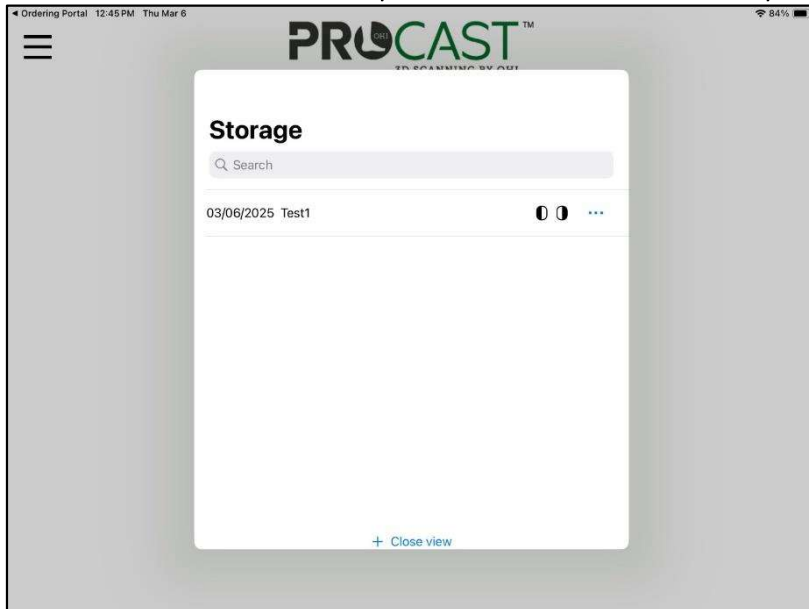 ◀ Ordering Portal 12:45 PM Thu Mar 6 84%
PROCAST™
OHI
3D SCANNING BY OHI
Storage
Search
03/06/2025 Test1
+ Close view